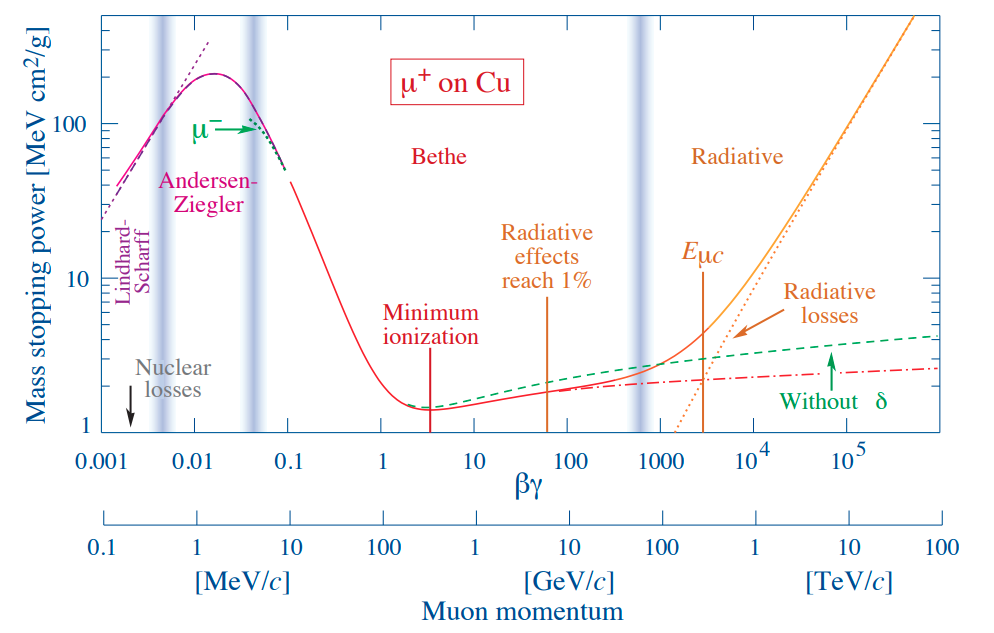 μ⁺ on Cu
Mass stopping power [MeV cm²/g]
100
10
1
μ⁻
Bethe
Radiative
Andersen-
Ziegler
Lindhard-
Scharff
Radiative
effects
reach 1%
Eμc
Minimum
ionization
Radiative
losses
Nuclear
losses
Without δ
0.001 0.01 0.1 1 10 100 1000 10⁴ 10⁵
βγ
0.1 1 10 100 1 10 100 1 10 100
[MeV/c] [GeV/c] [TeV/c]
Muon momentum